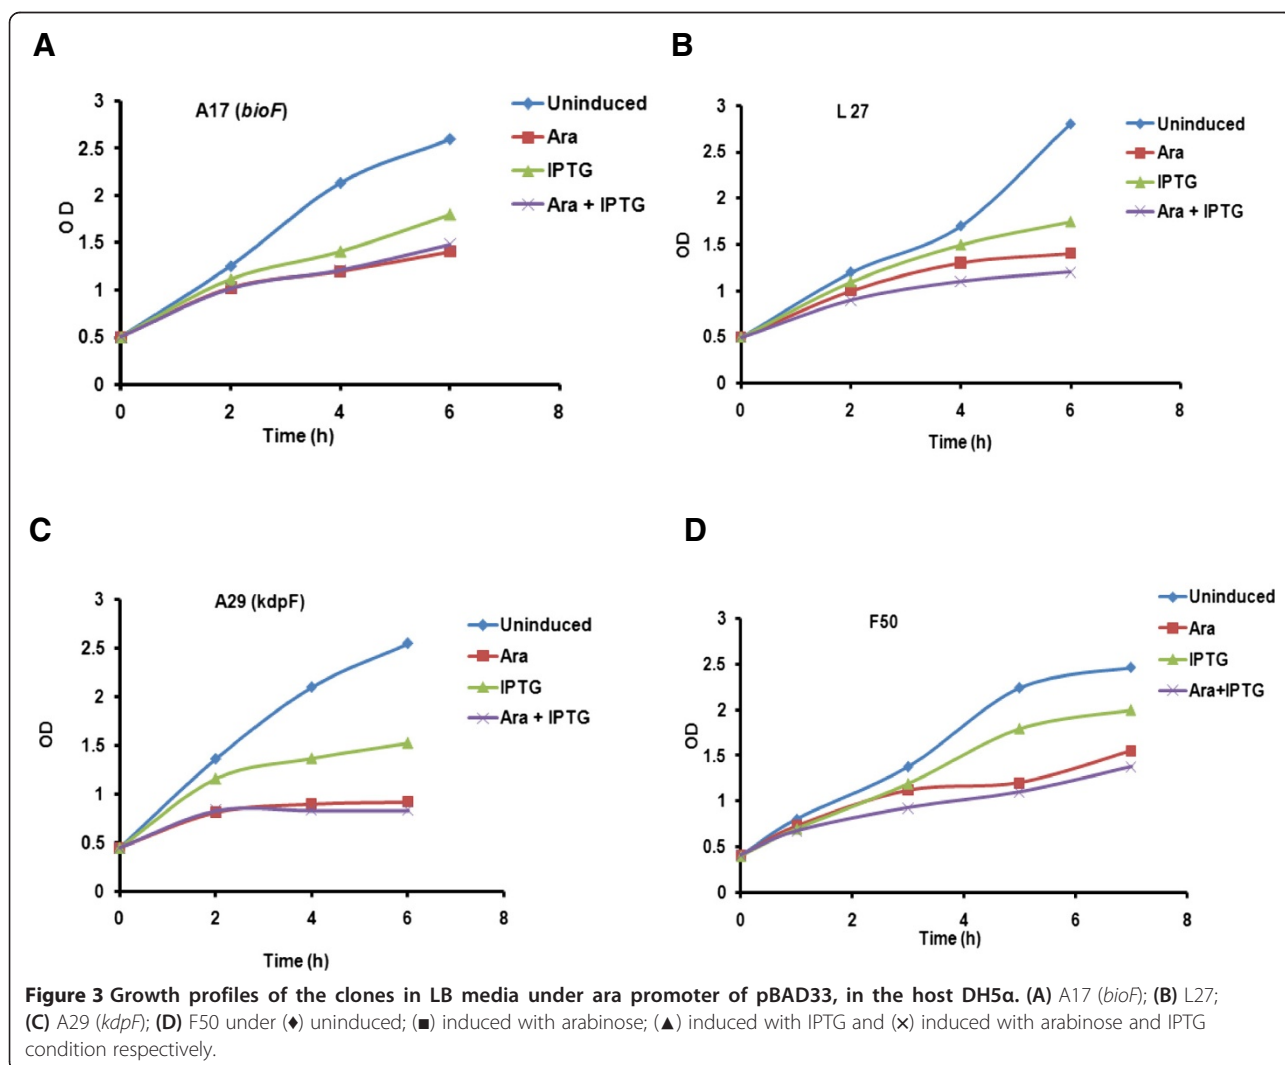 A
A17 (bioF)
Uninduced
Ara
IPTG
Ara + IPTG
3
2.5
2
1.5
1
0.5
0
O D
0 2 4 6 8
Time (h)
B
L 27
Uninduced
Ara
IPTG
Ara + IPTG
3
2.5
2
1.5
1
0.5
0
OD
0 2 4 6 8
Time (h)
C
A29 (kdpF)
Uninduced
Ara
IPTG
Ara + IPTG
3
2.5
2
1.5
1
0.5
0
OD
0 2 4 6 8
Time (h)
D
F50
Uninduced
Ara
IPTG
Ara+IPTG
3
2.5
2
1.5
1
0.5
0
OD
0 2 4 6 8
Time (h)
Figure 3 Growth profiles of the clones in LB media under ara promoter of pBAD33, in the host DH5α. (A) A17 (bioF); (B) L27;
(C) A29 (kdpF); (D) F50 under (♦) uninduced; (■) induced with arabinose; (▲) induced with IPTG and (×) induced with arabinose and IPTG
condition respectively.